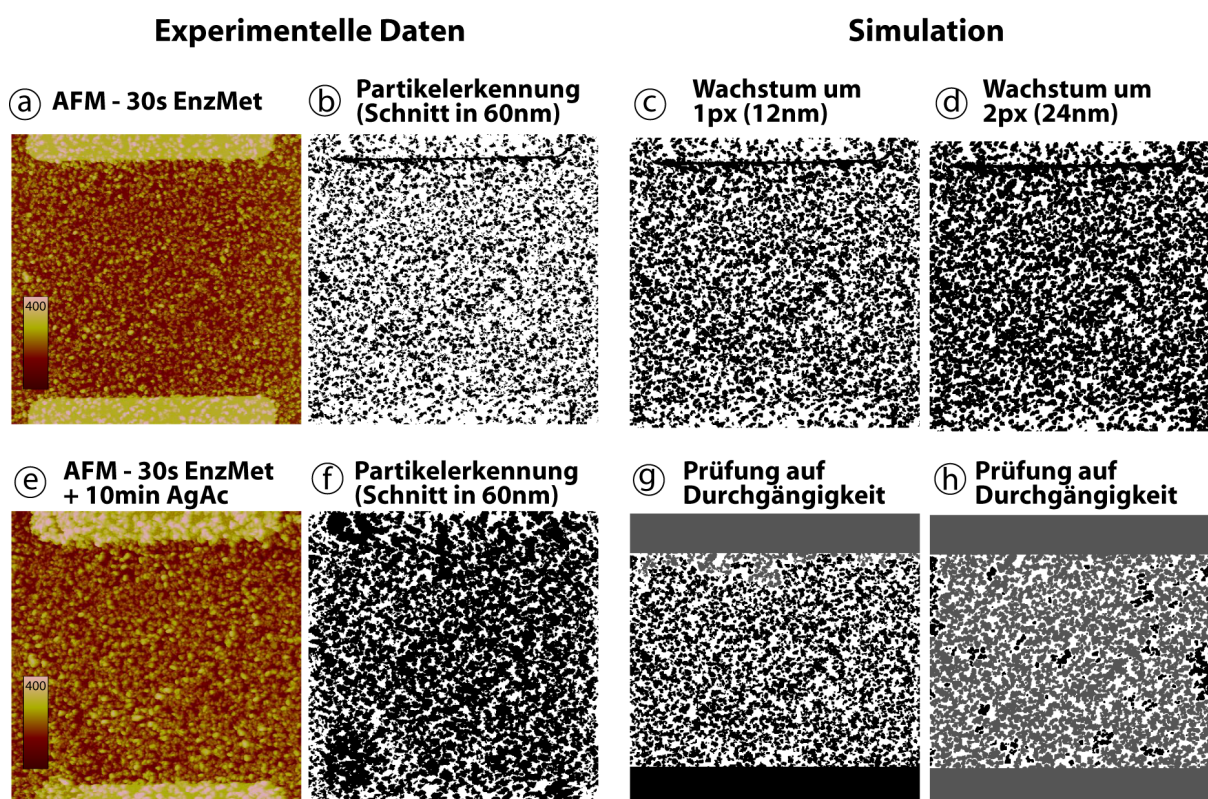 Experimentelle Daten
Simulation
a AFM - 30s EnzMet
b Partikelerkennung
(Schnitt in 60nm)
c Wachstum um
1px (12nm)
d Wachstum um
2px (24nm)
400
e AFM - 30s EnzMet
+ 10min AgAc
f Partikelerkennung
(Schnitt in 60nm)
g Prüfung auf
Durchgängigkeit
h Prüfung auf
Durchgängigkeit
400